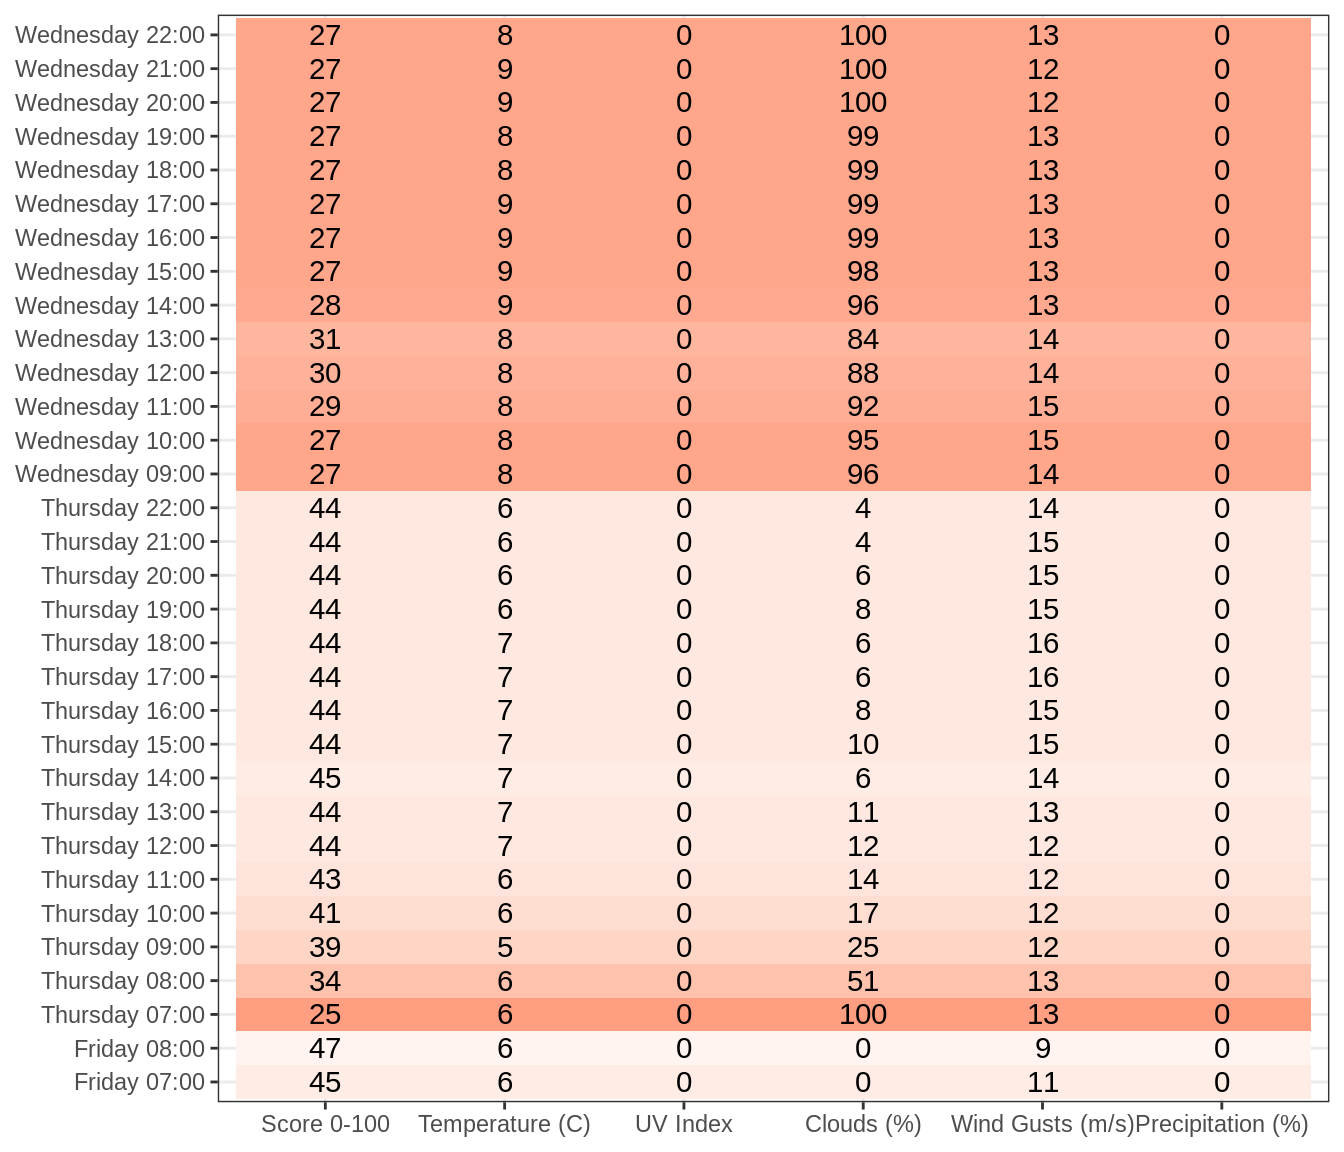 Wednesday 22:00 27 8 0 100 13 0
Wednesday 21:00 27 9 0 100 12 0
Wednesday 20:00 27 9 0 100 12 0
Wednesday 19:00 27 8 0 99 13 0
Wednesday 18:00 27 8 0 99 13 0
Wednesday 17:00 27 9 0 99 13 0
Wednesday 16:00 27 9 0 99 13 0
Wednesday 15:00 27 9 0 98 13 0
Wednesday 14:00 28 9 0 96 13 0
Wednesday 13:00 31 8 0 84 14 0
Wednesday 12:00 30 8 0 88 14 0
Wednesday 11:00 29 8 0 92 15 0
Wednesday 10:00 27 8 0 95 15 0
Wednesday 09:00 27 8 0 96 14 0
Thursday 22:00 44 6 0 4 14 0
Thursday 21:00 44 6 0 4 15 0
Thursday 20:00 44 6 0 6 15 0
Thursday 19:00 44 6 0 8 15 0
Thursday 18:00 44 7 0 6 16 0
Thursday 17:00 44 7 0 6 16 0
Thursday 16:00 44 7 0 8 15 0
Thursday 15:00 44 7 0 10 15 0
Thursday 14:00 45 7 0 6 14 0
Thursday 13:00 44 7 0 11 13 0
Thursday 12:00 44 7 0 12 12 0
Thursday 11:00 43 6 0 14 12 0
Thursday 10:00 41 6 0 17 12 0
Thursday 09:00 39 5 0 25 12 0
Thursday 08:00 34 6 0 51 13 0
Thursday 07:00 25 6 0 100 13 0
Friday 08:00 47 6 0 0 9 0
Friday 07:00 45 6 0 0 11 0
Score 0-100 Temperature (C) UV Index Clouds (%) Wind Gusts (m/s) Precipitation (%)